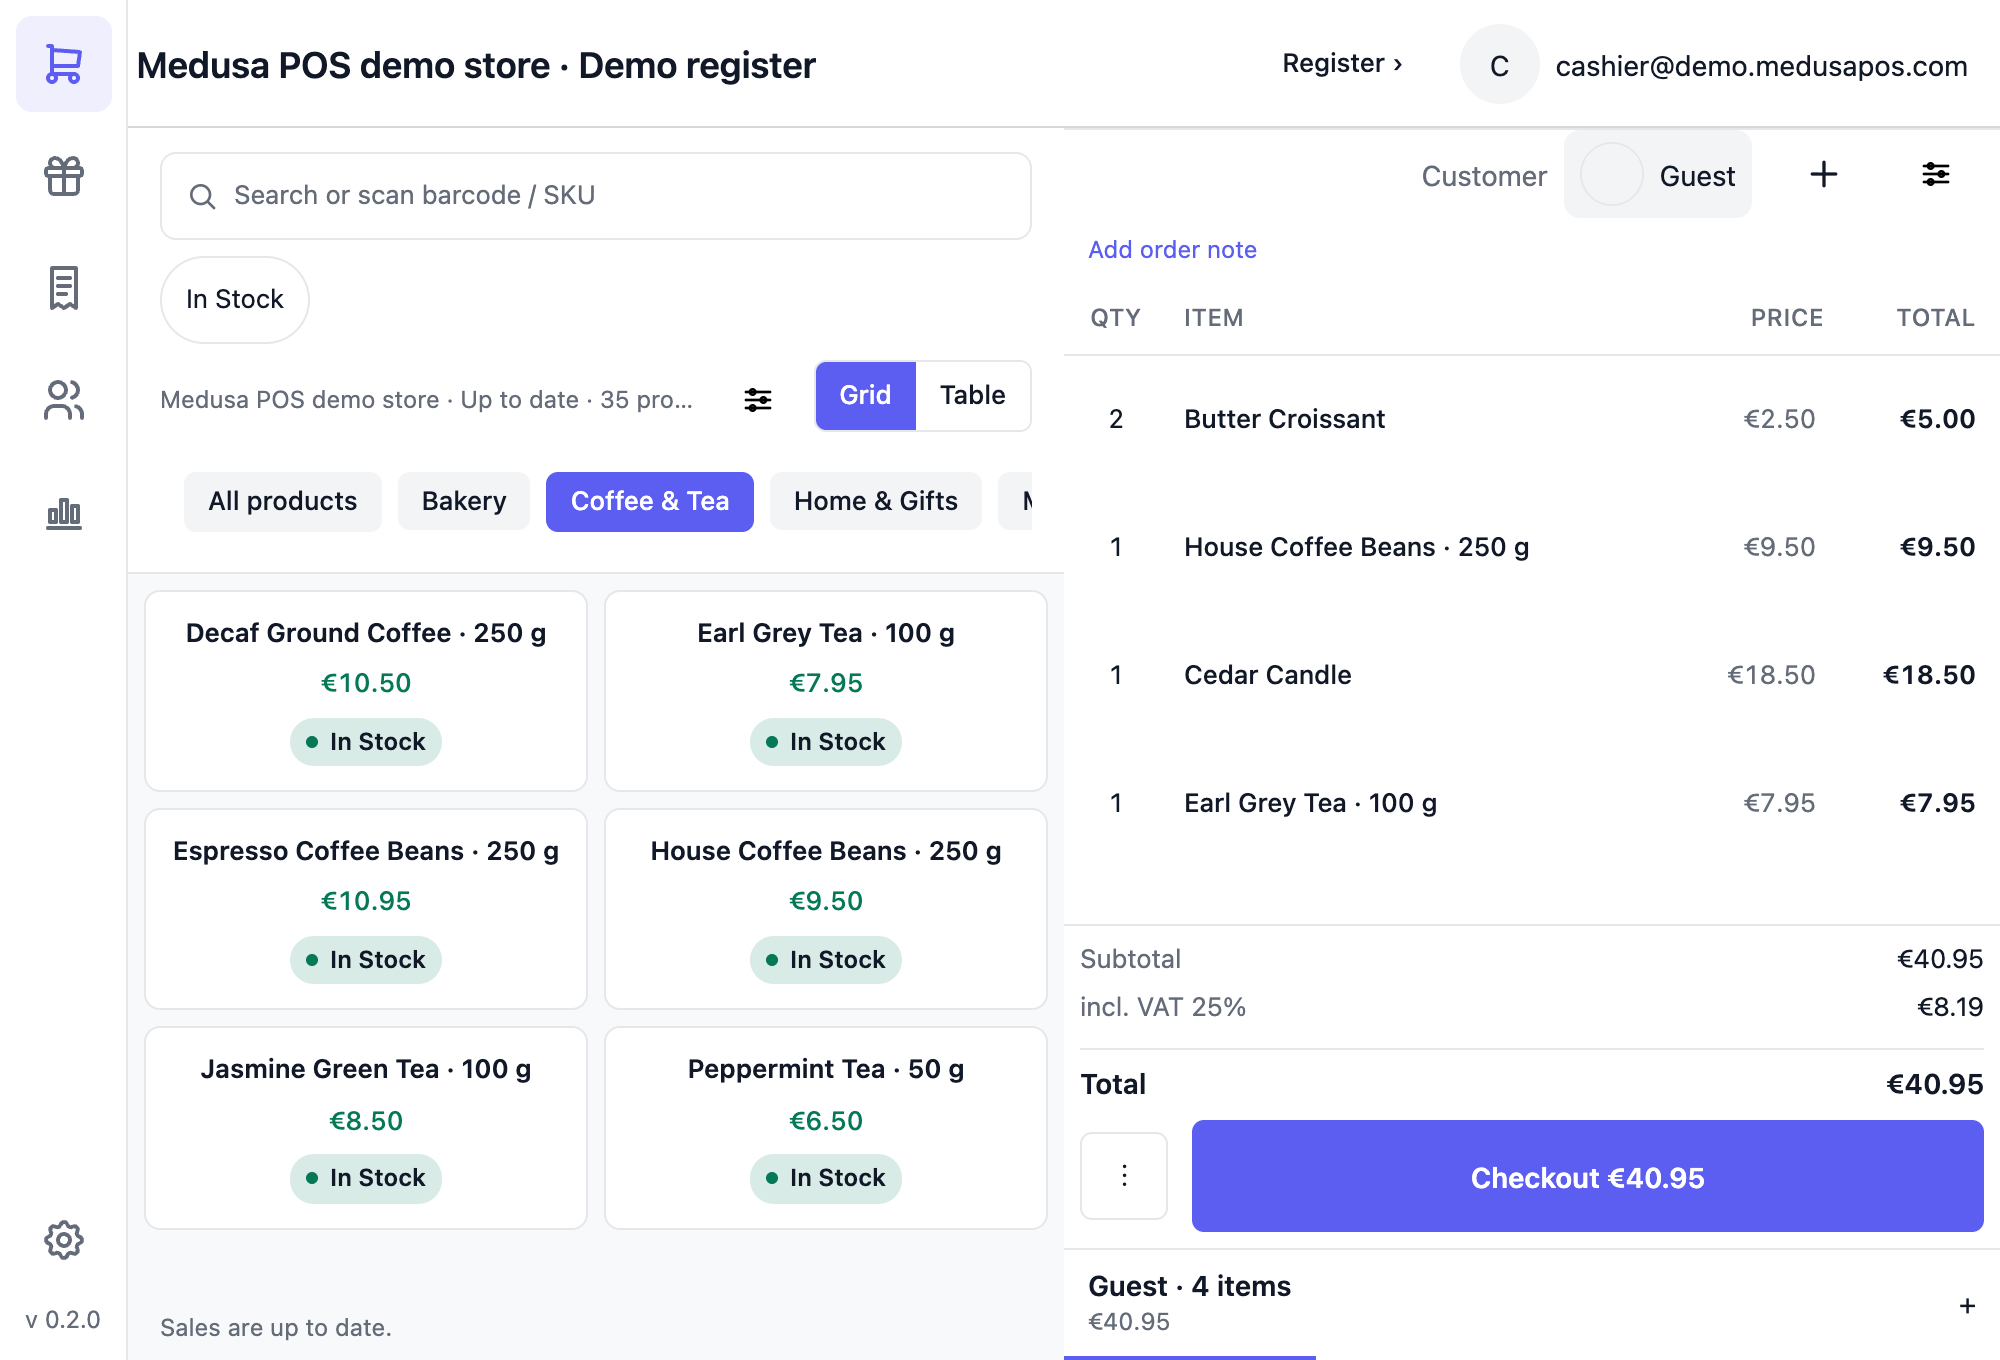 Medusa POS demo store · Demo register
Register ›
C
cashier@demo.medusapos.com
Search or scan barcode / SKU
In Stock
Medusa POS demo store · Up to date · 35 pro...
Grid
Table
All products
Bakery
Coffee & Tea
Home & Gifts
Decaf Ground Coffee · 250 g
€10.50
In Stock
Earl Grey Tea · 100 g
€7.95
In Stock
Espresso Coffee Beans · 250 g
€10.95
In Stock
House Coffee Beans · 250 g
€9.50
In Stock
Jasmine Green Tea · 100 g
€8.50
In Stock
Peppermint Tea · 50 g
€6.50
In Stock
Sales are up to date.
v 0.2.0
Customer
Guest
Add order note
QTY ITEM PRICE TOTAL
2 Butter Croissant €2.50 €5.00
1 House Coffee Beans · 250 g €9.50 €9.50
1 Cedar Candle €18.50 €18.50
1 Earl Grey Tea · 100 g €7.95 €7.95
Subtotal €40.95
incl. VAT 25% €8.19
Total €40.95
Checkout €40.95
Guest · 4 items
€40.95